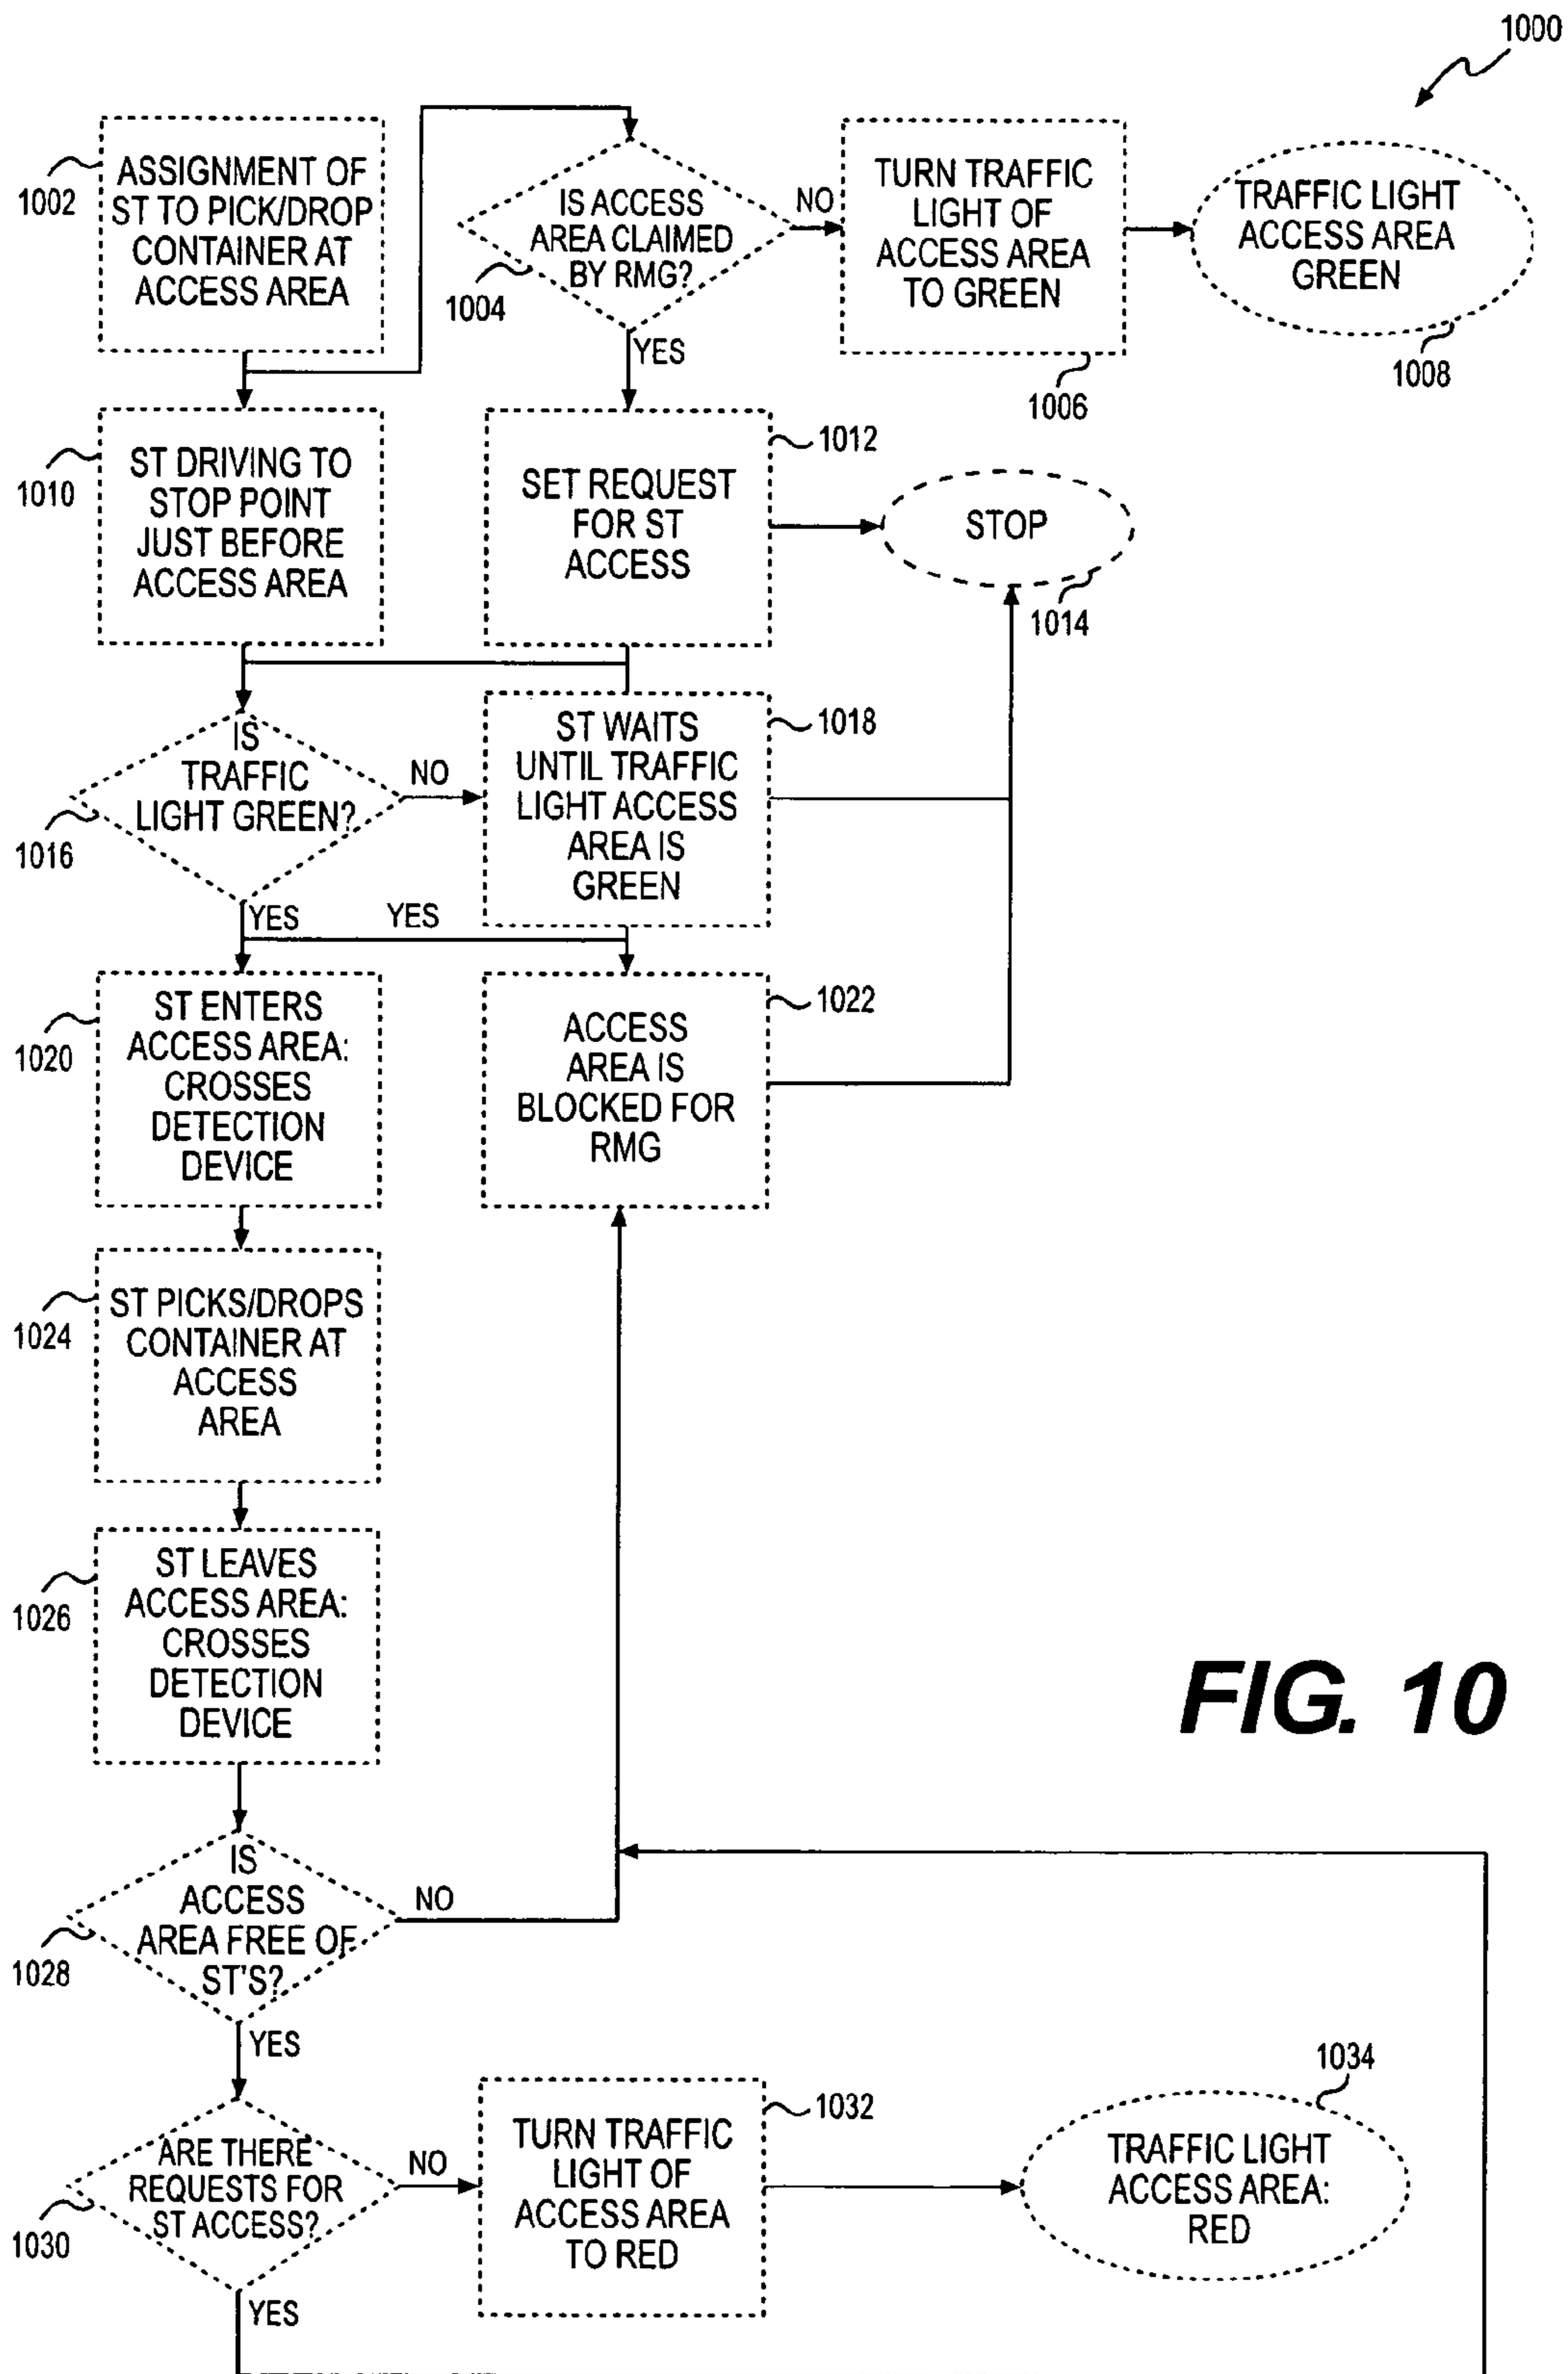 1000
1002
ASSIGNMENT OF
ST TO PICK/DROP
CONTAINER AT
ACCESS AREA
IS ACCESS
AREA CLAIMED
BY RMG?
1004
NO
YES
TURN TRAFFIC
LIGHT OF
ACCESS AREA
TO GREEN
1006
TRAFFIC LIGHT
ACCESS AREA
GREEN
1008
1010
ST DRIVING TO
STOP POINT
JUST BEFORE
ACCESS AREA
1012
SET REQUEST
FOR ST
ACCESS
STOP
1014
IS
TRAFFIC
LIGHT GREEN?
1016
NO
YES
YES
ST WAITS
UNTIL TRAFFIC
LIGHT ACCESS
AREA IS
GREEN
1018
ST ENTERS
ACCESS AREA:
CROSSES
DETECTION
DEVICE
1020
ACCESS
AREA IS
BLOCKED FOR
RMG
1022
ST PICKS/DROPS
CONTAINER AT
ACCESS
AREA
1024
ST LEAVES
ACCESS AREA:
CROSSES
DETECTION
DEVICE
1026
FIG. 10
IS
ACCESS
AREA FREE OF
ST'S?
1028
NO
YES
ARE THERE
REQUESTS FOR
ST ACCESS?
1030
NO
YES
TURN TRAFFIC
LIGHT OF
ACCESS AREA
TO RED
1032
TRAFFIC LIGHT
ACCESS AREA:
RED
1034